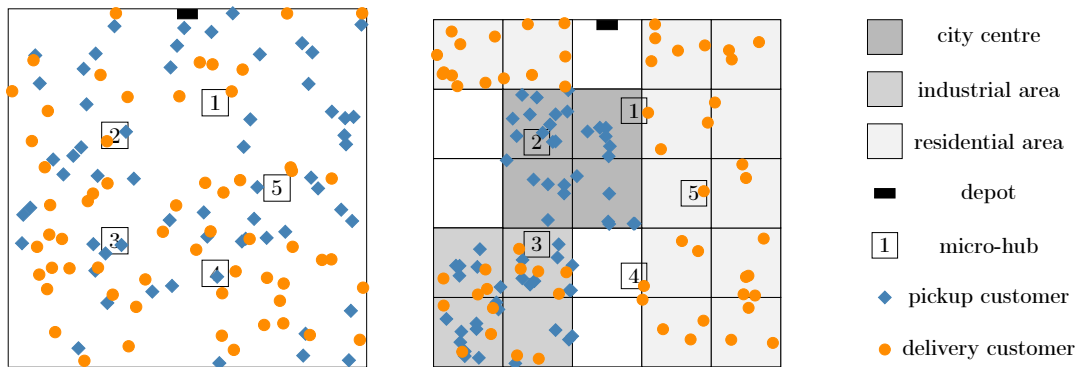 1
2
5
3
4
1
2
5
3
4
city centre
industrial area
residential area
depot
1 micro-hub
pickup customer
delivery customer